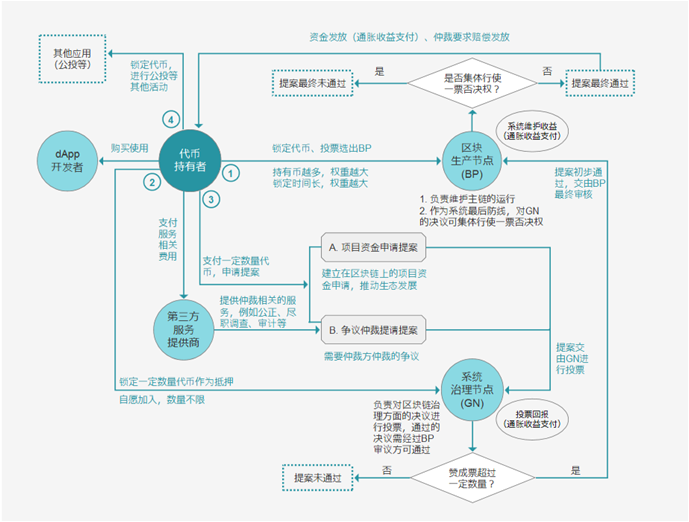 资金发放（通胀收益支付）、仲裁要求赔偿发放
其他应用
（公投等）
锁定代币，
进行公投等
其他活动
④
是
提案最终未通过
是否集体行使
一票否决权？
否
提案最终通过
系统维护收益
（通胀收益支付）
dApp
开发者
购买使用
代币
持有者
①
②
③
锁定代币、投票选出BP
持有币越多，权重越大
锁定时间长，权重越大
区块
生产节点
(BP)
1. 负责维护主链的运行
2. 作为系统最后防线，对GN
的决议可集体行使一票否决权
提案初步
通过，交由BP
最终审核
支付
服务
相关
费用
支付一定数量代
币，申请提案
A. 项目资金申请提案
建立在区块链上的项目资
金申请，推动生态发展
第三方
服务
提供商
提供仲裁相关的服
务，例如公正、尽
职调查、审计等
B. 争议仲裁提请提案
需要仲裁方仲裁的争议
提案交
由GN进
行投票
锁定一定数量代币作为抵押
自愿加入，数量不限
系统
治理节点
(GN)
投票回报
（通胀收益支付）
负责对区块链治
理方面的决议进
行投票，通过的
决议需经过BP
审议方可通过
提案未通过
否
赞成票超过
一定数量？
是